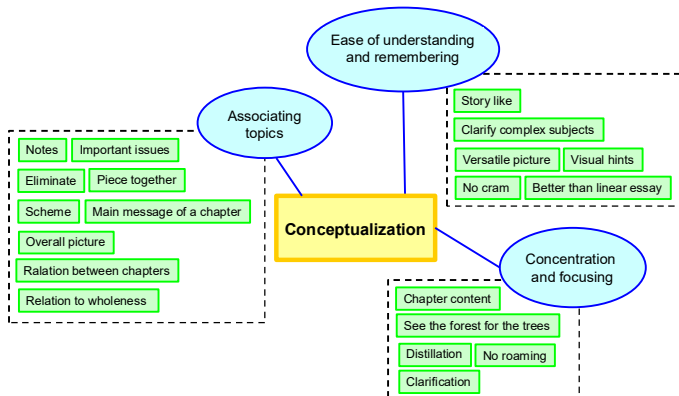 Ease of understanding
and remembering
Story like
Clarify complex subjects
Versatile picture
Visual hints
No cram
Better than linear essay
Associating
topics
Notes
Important issues
Eliminate
Piece together
Scheme
Main message of a chapter
Overall picture
Ralation between chapters
Relation to wholeness
Conceptualization
Concentration
and focusing
Chapter content
See the forest for the trees
Distillation
No roaming
Clarification